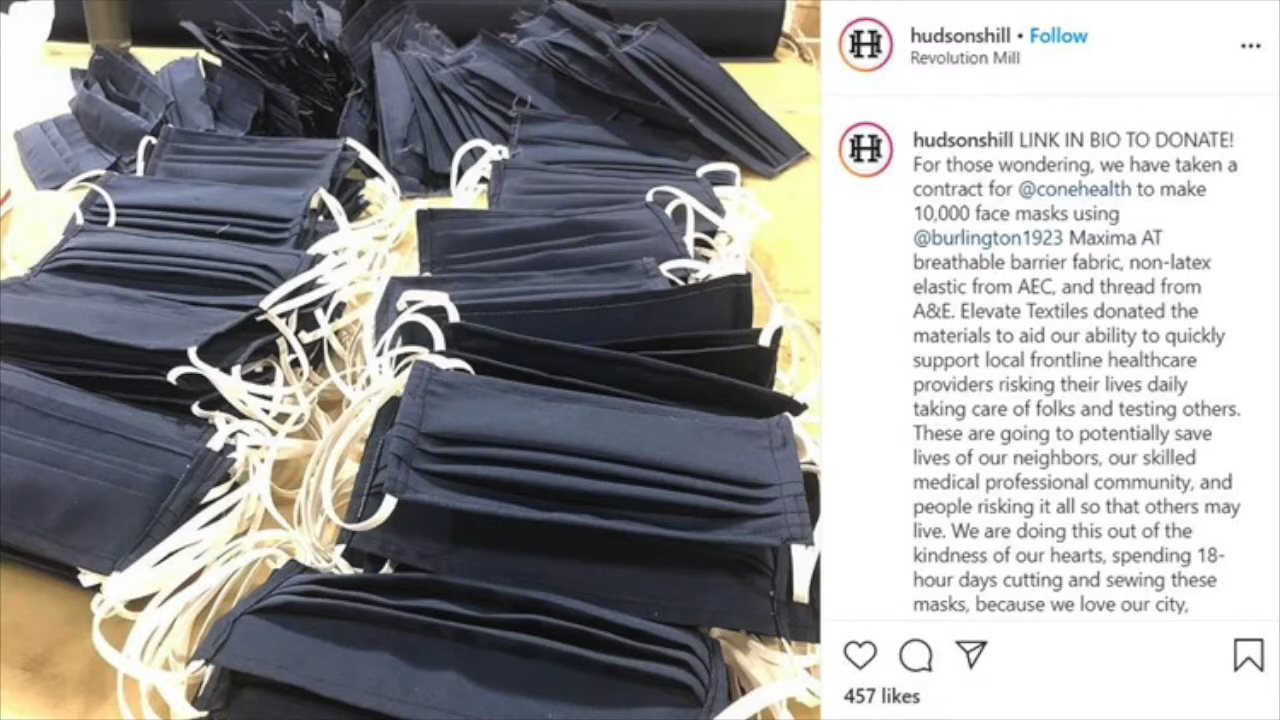 hudsonshill • Follow
Revolution Mill
hudsonshill LINK IN BIO TO DONATE!
For those wondering, we have taken a
contract for @conehealth to make
10,000 face masks using
@burlington1923 Maxima AT
breathable barrier fabric, non-latex
elastic from AEC, and thread from
A&E. Elevate Textiles donated the
materials to aid our ability to quickly
support local frontline healthcare
providers risking their lives daily
taking care of folks and testing others.
These are going to potentially save
lives of our neighbors, our skilled
medical professional community, and
people risking it all so that others may
live. We are doing this out of the
kindness of our hearts, spending 18-
hour days cutting and sewing these
masks, because we love our city,
457 likes